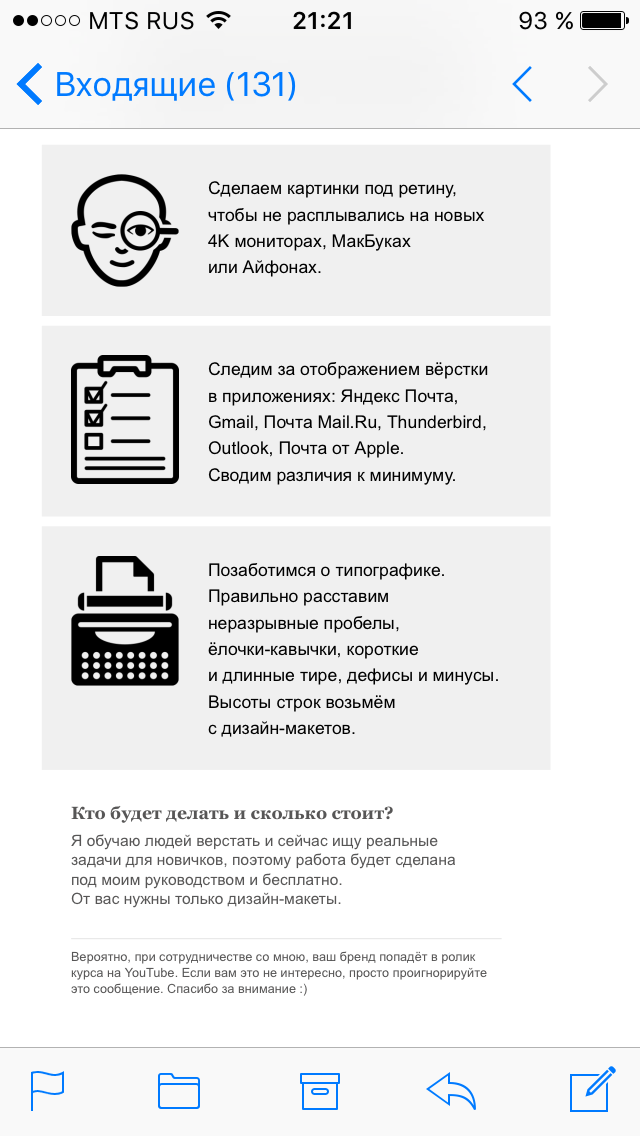 MTS RUS 21:21 93 %
Входящие (131)
Сделаем картинки под ретину,
чтобы не расплывались на новых
4K мониторах, МакБуках
или Айфонах.
Следим за отображением вёрстки
в приложениях: Яндекс Почта,
Gmail, Почта Mail.Ru, Thunderbird,
Outlook, Почта от Apple.
Сводим различия к минимуму.
Позаботимся о типографике.
Правильно расставим
неразрывные пробелы,
ёлочки-кавычки, короткие
и длинные тире, дефисы и минусы.
Высоты строк возьмём
с дизайн-макетов.
Кто будет делать и сколько стоит?
Я обучаю людей верстать и сейчас ищу реальные
задачи для новичков, поэтому работа будет сделана
под моим руководством и бесплатно.
От вас нужны только дизайн-макеты.
Вероятно, при сотрудничестве со мною, ваш бренд попадёт в ролик
курса на YouTube. Если вам это не интересно, просто проигнорируйте
это сообщение. Спасибо за внимание :)